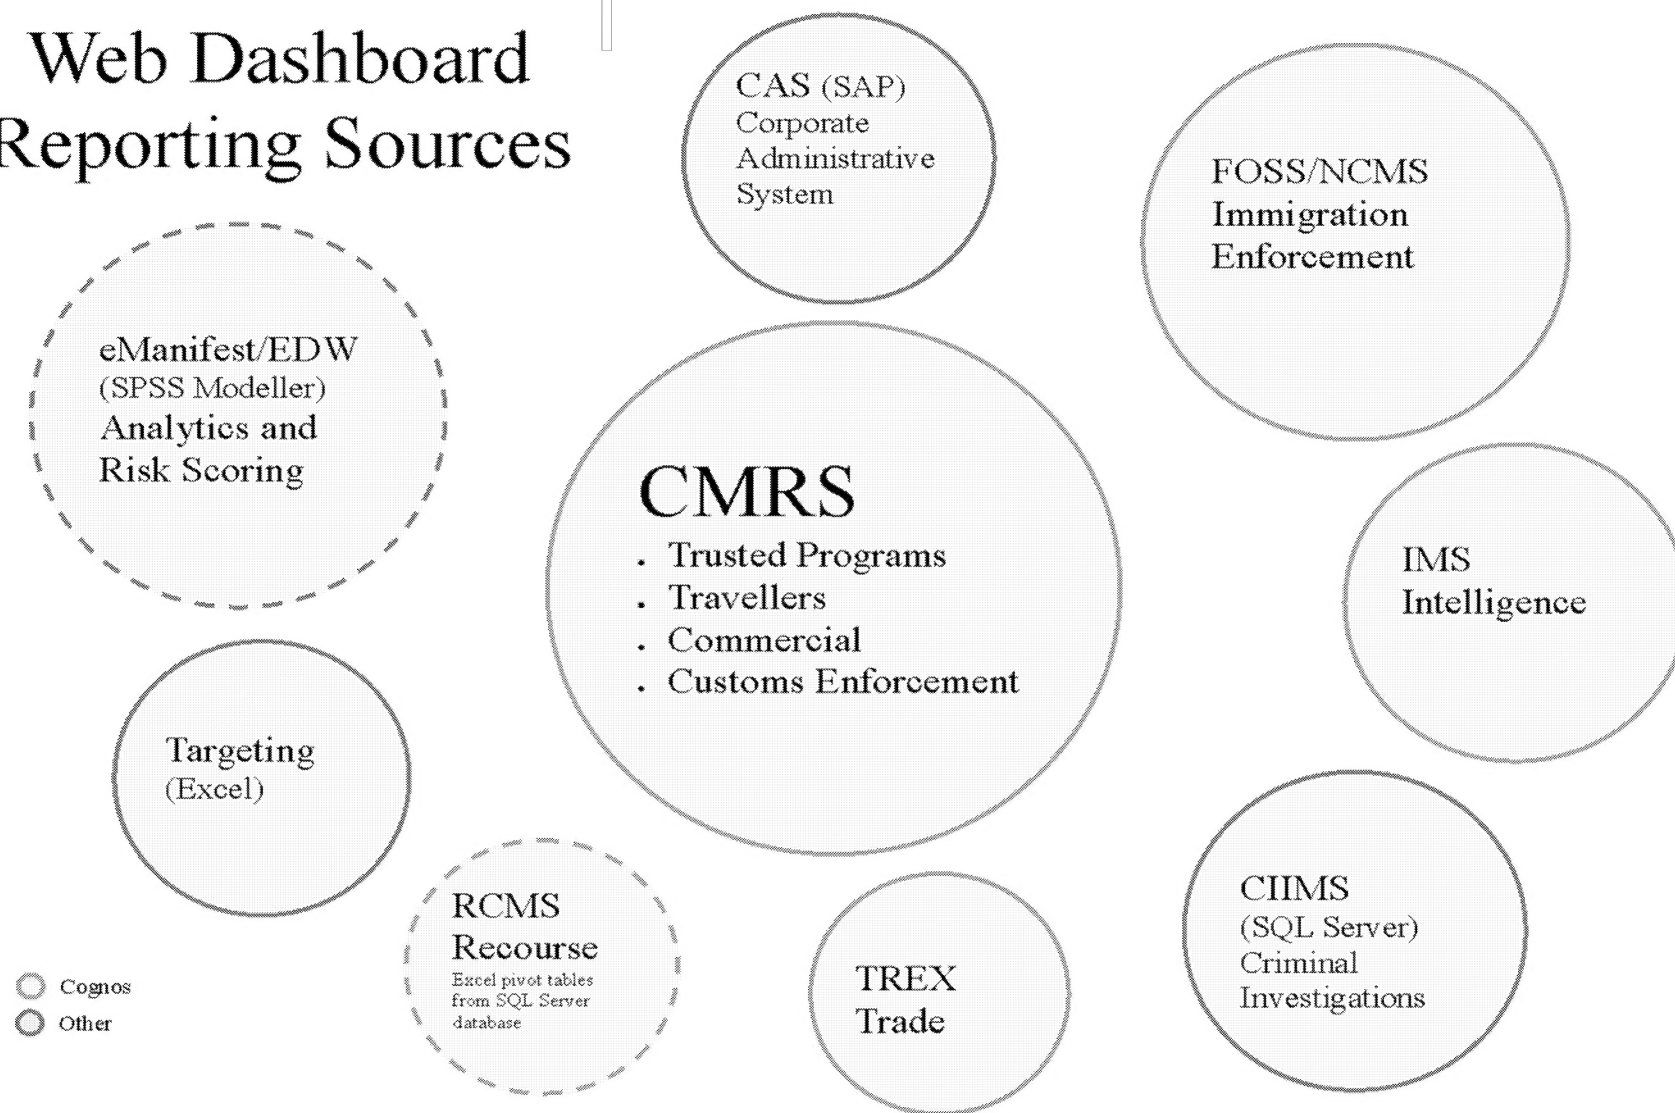 Web Dashboard
Reporting Sources
CAS (SAP)
Corporate
Administrative
System
FOSS/NCMS
Immigration
Enforcement
eManifest/EDW
(SPSS Modeller)
Analytics and
Risk Scoring
CMRS
. Trusted Programs
. Travellers
. Commercial
. Customs Enforcement
IMS
Intelligence
Targeting
(Excel)
RCMS
Recourse
Excel pivot tables
from SQL Server
database
TREX
Trade
CIIMS
(SQL Server)
Criminal
Investigations
Cognos
Other